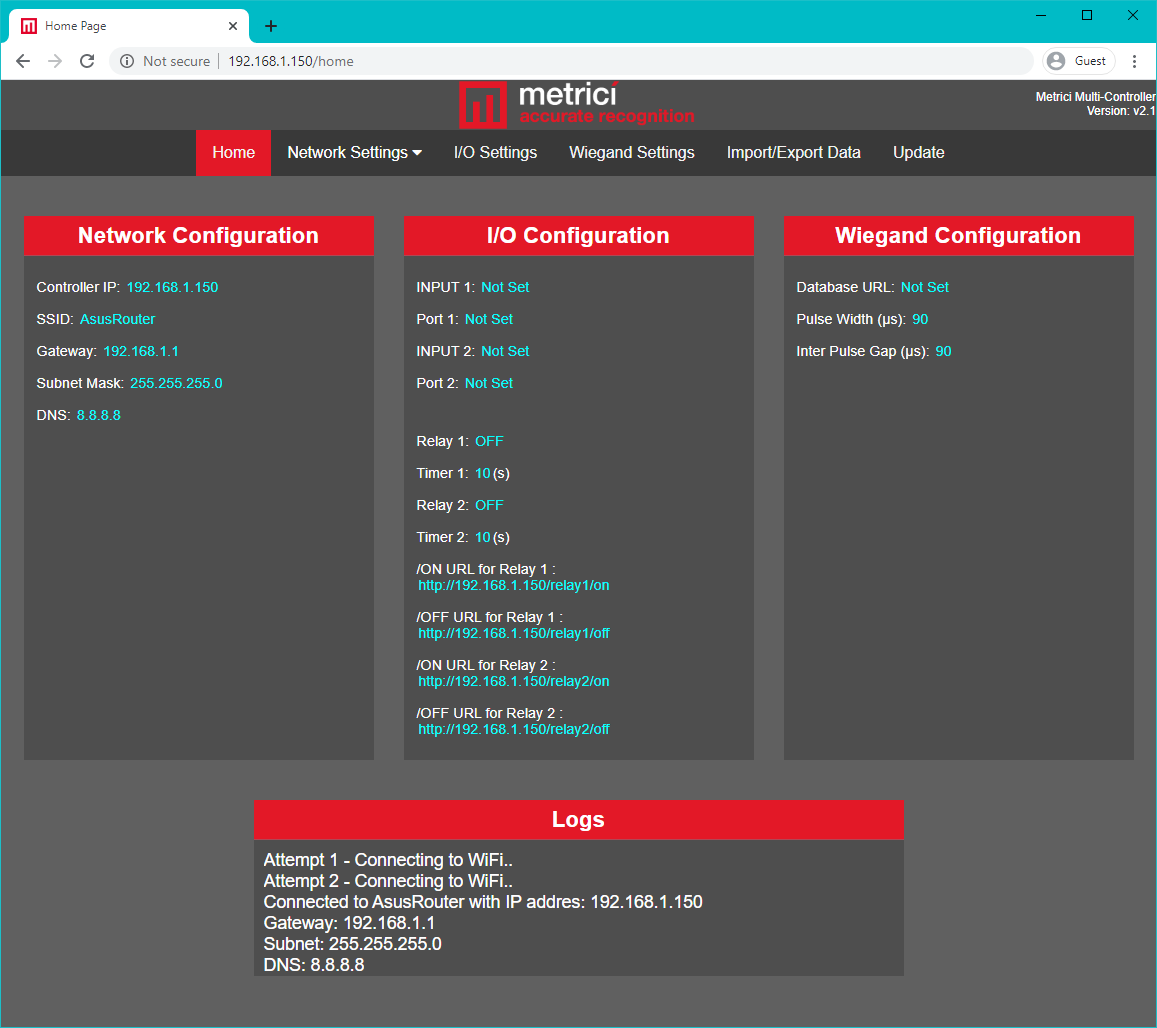 Home Page
Not secure
192.168.1.150/home
Guest
metrici
accurate recognition
Metrici Multi-Controller
Version: v2.1
Home
Network Settings
I/O Settings
Wiegand Settings
Import/Export Data
Update
Network Configuration
Controller IP: 192.168.1.150
SSID: AsusRouter
Gateway: 192.168.1.1
Subnet Mask: 255.255.255.0
DNS: 8.8.8.8
I/O Configuration
INPUT 1: Not Set
Port 1: Not Set
INPUT 2: Not Set
Port 2: Not Set
Relay 1: OFF
Timer 1: 10(s)
Relay 2: OFF
Timer 2: 10(s)
/ON URL for Relay 1 :
http://192.168.1.150/relay1/on
/OFF URL for Relay 1 :
http://192.168.1.150/relay1/off
/ON URL for Relay 2 :
http://192.168.1.150/relay2/on
/OFF URL for Relay 2 :
http://192.168.1.150/relay2/off
Wiegand Configuration
Database URL: Not Set
Pulse Width (µs): 90
Inter Pulse Gap (µs): 90
Logs
Attempt 1 - Connecting to WiFi..
Attempt 2 - Connecting to WiFi..
Connected to AsusRouter with IP addres: 192.168.1.150
Gateway: 192.168.1.1
Subnet: 255.255.255.0
DNS: 8.8.8.8